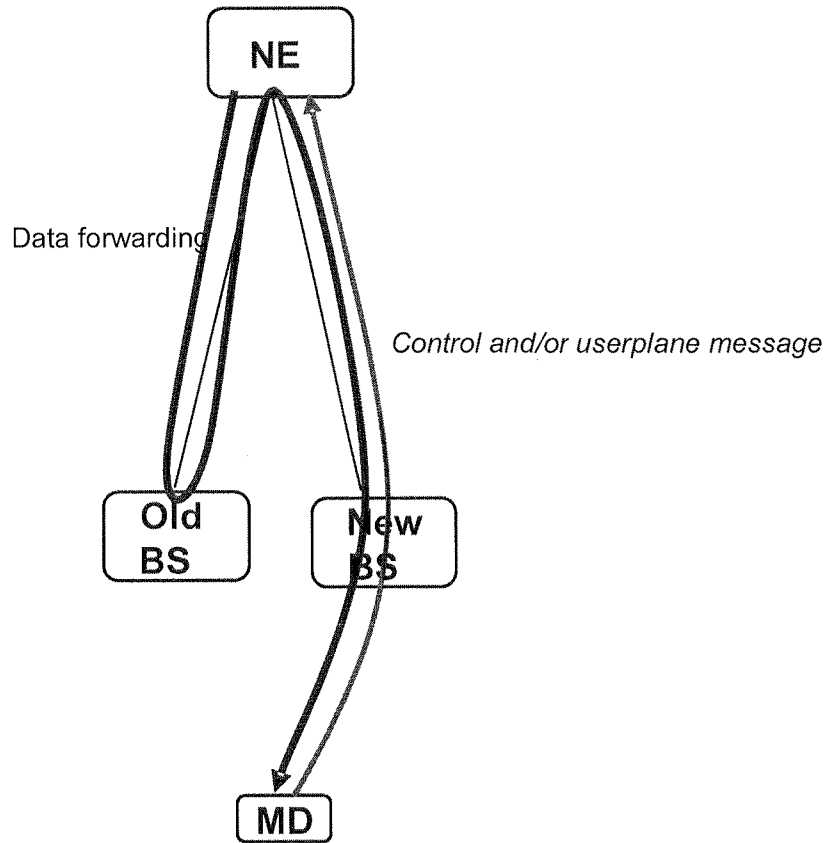 NE
Data forwarding
Control and/or userplane message
Old
BS
New
BS
MD